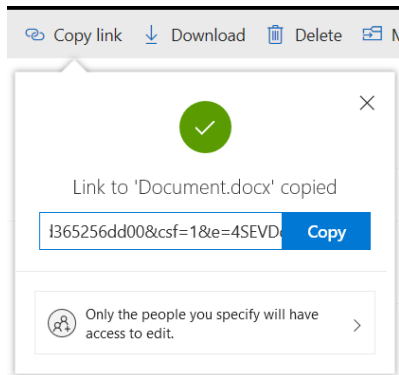 Copy link Download Delete
Link to 'Document.docx' copied
365256dd00&csf=1&e=4SEVD Copy
Only the people you specify will have
access to edit.